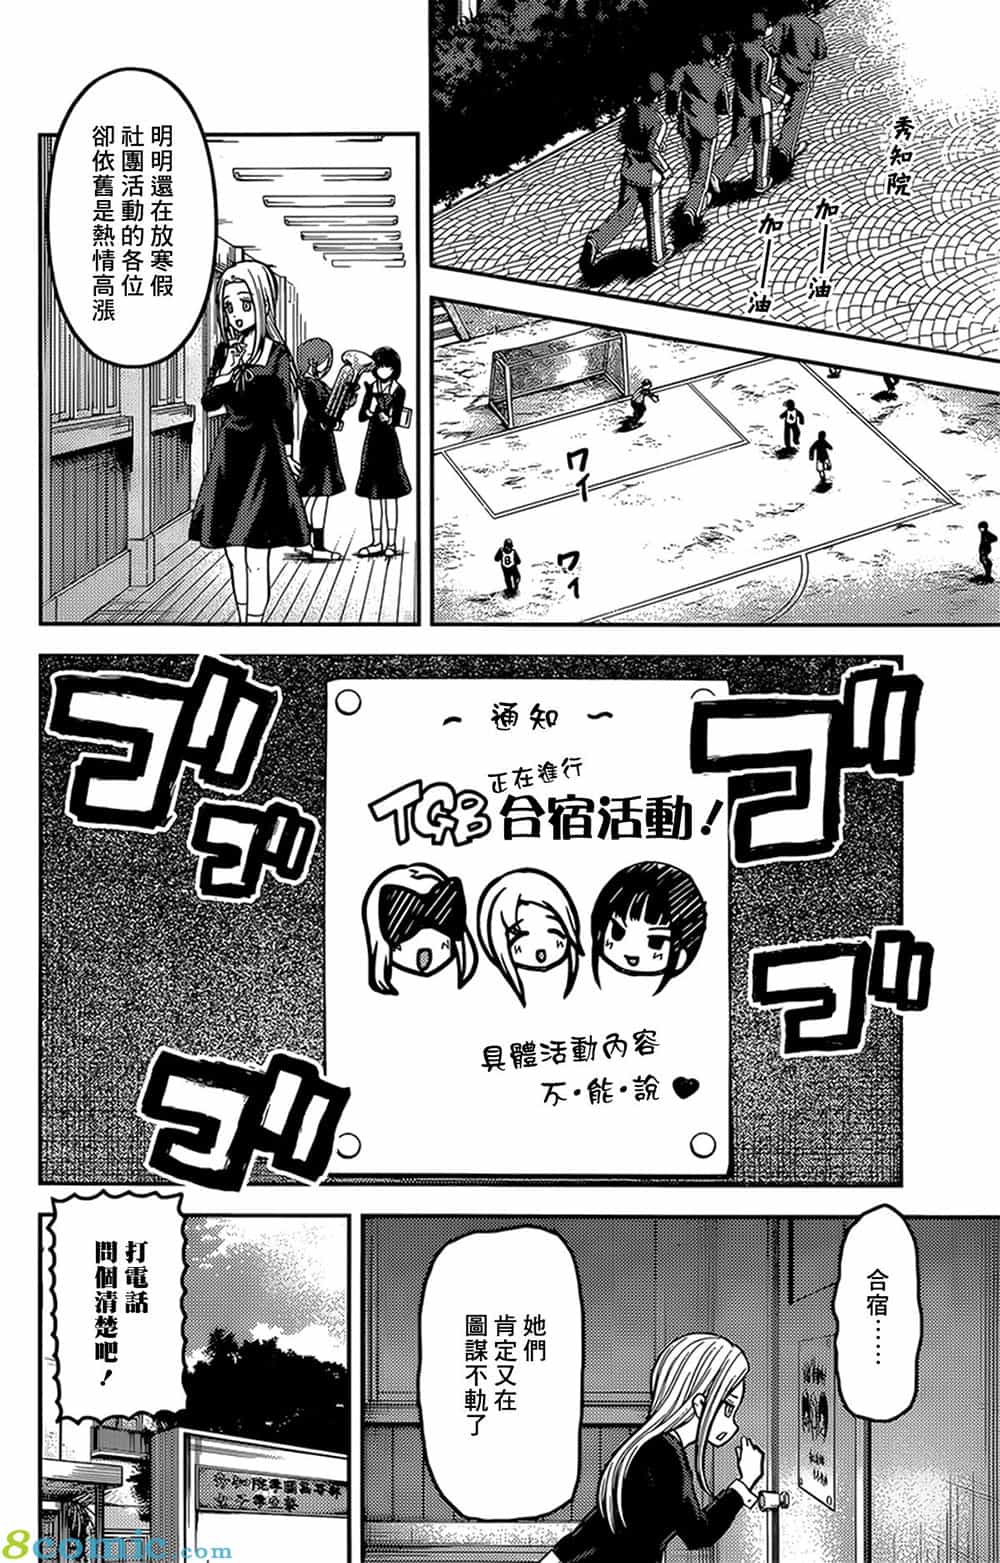 秀知院
加——油
加——油
ワイ
ワイ
明明還在放寒假
社團活動的各位
卻依舊是熱情高漲
～ 通知 ～
正在進行
TGB 合宿活動！
具體活動內容
不・能・說♥
ゴゴ
ゴゴ
ゴ
合宿……
她們
肯定又在
圖謀不軌了
打電話
問個清楚吧！
8comic.com